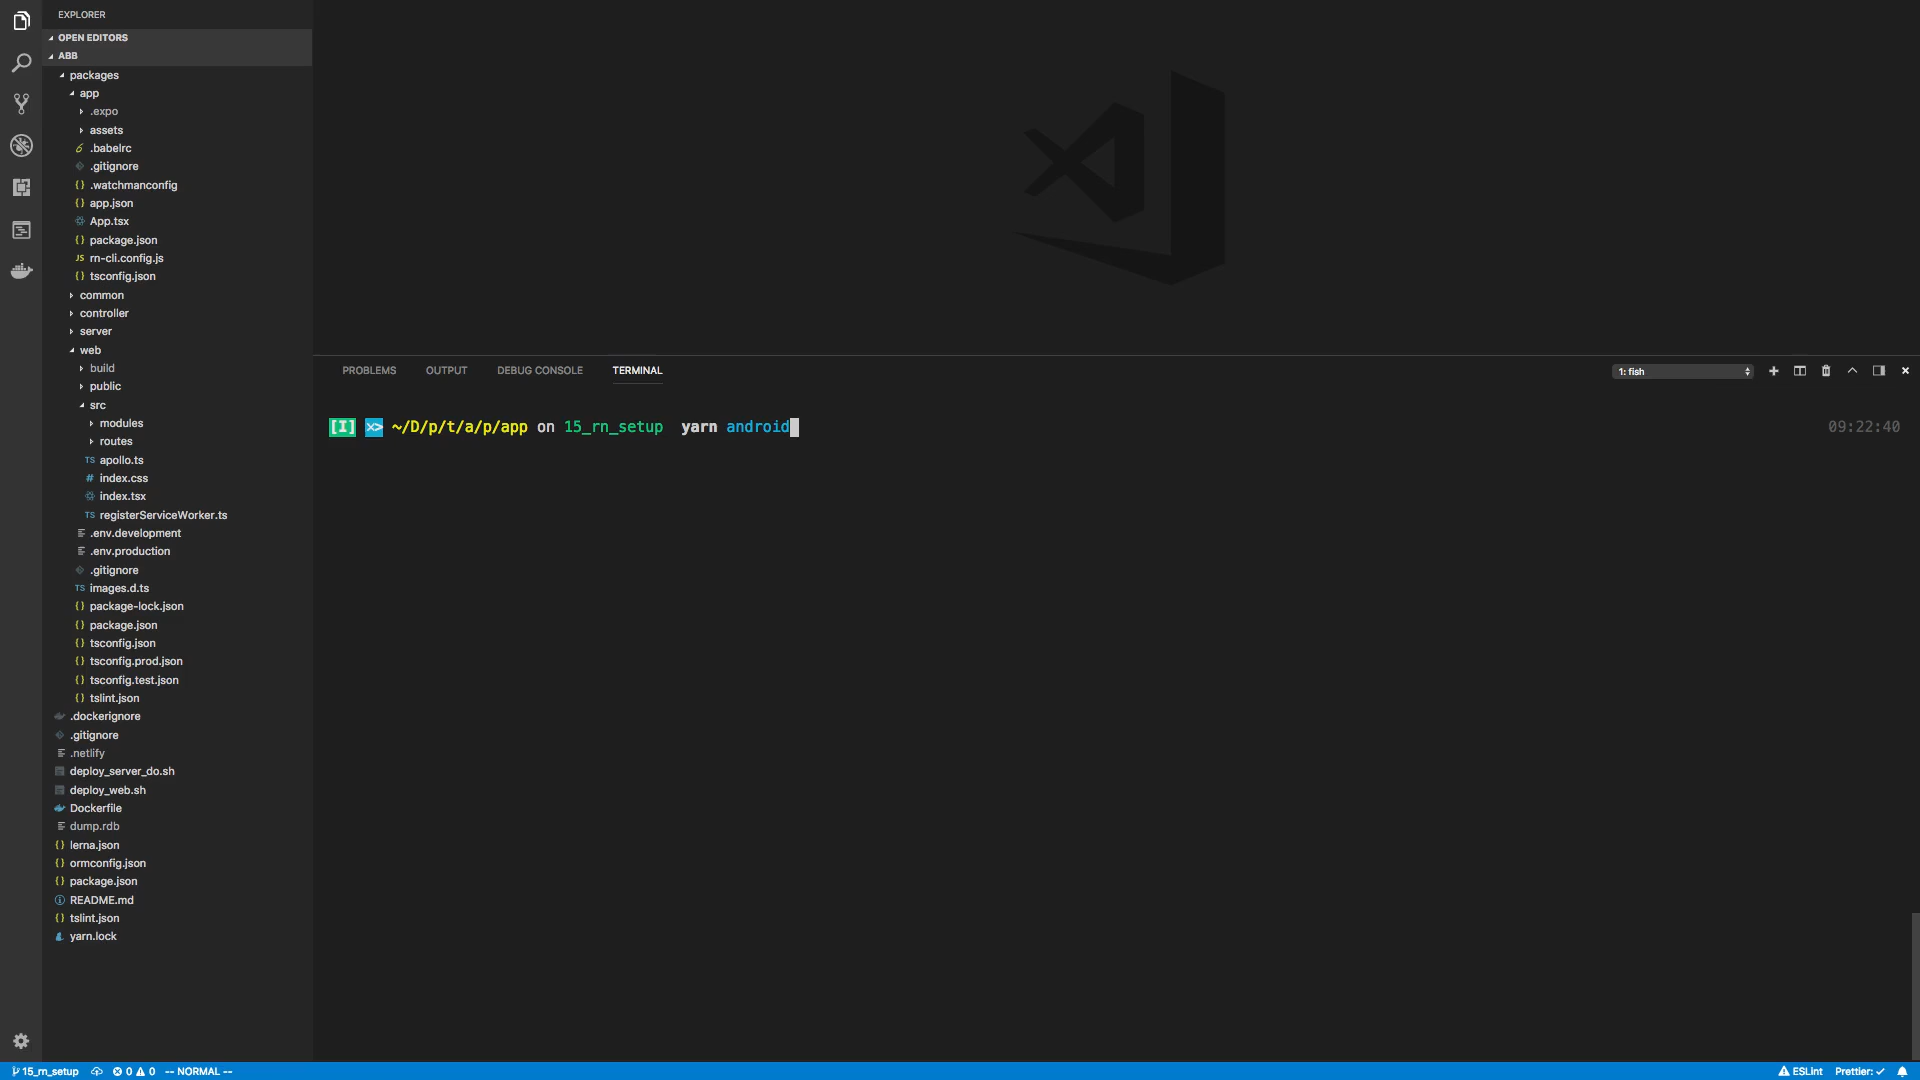 EXPLORER
OPEN EDITORS
ABB
packages
app
.expo
assets
.babelrc
.gitignore
.watchmanconfig
app.json
App.tsx
package.json
JS rn-cli.config.js
tsconfig.json
common
controller
server
web
build
public
src
modules
routes
TS apollo.ts
# index.css
index.tsx
TS registerServiceWorker.ts
.env.development
.env.production
.gitignore
TS images.d.ts
package-lock.json
package.json
tsconfig.json
tsconfig.prod.json
tsconfig.test.json
tslint.json
.dockerignore
.gitignore
.netlify
deploy_server_do.sh
deploy_web.sh
Dockerfile
dump.rdb
lerna.json
ormconfig.json
package.json
README.md
tslint.json
yarn.lock
PROBLEMS OUTPUT DEBUG CONSOLE TERMINAL 1: fish
[I] >> ~/D/p/t/a/p/app on 15_rn_setup yarn android 09:22:40
15_rn_setup 0 0 -- NORMAL -- ESLint Prettier: ✓